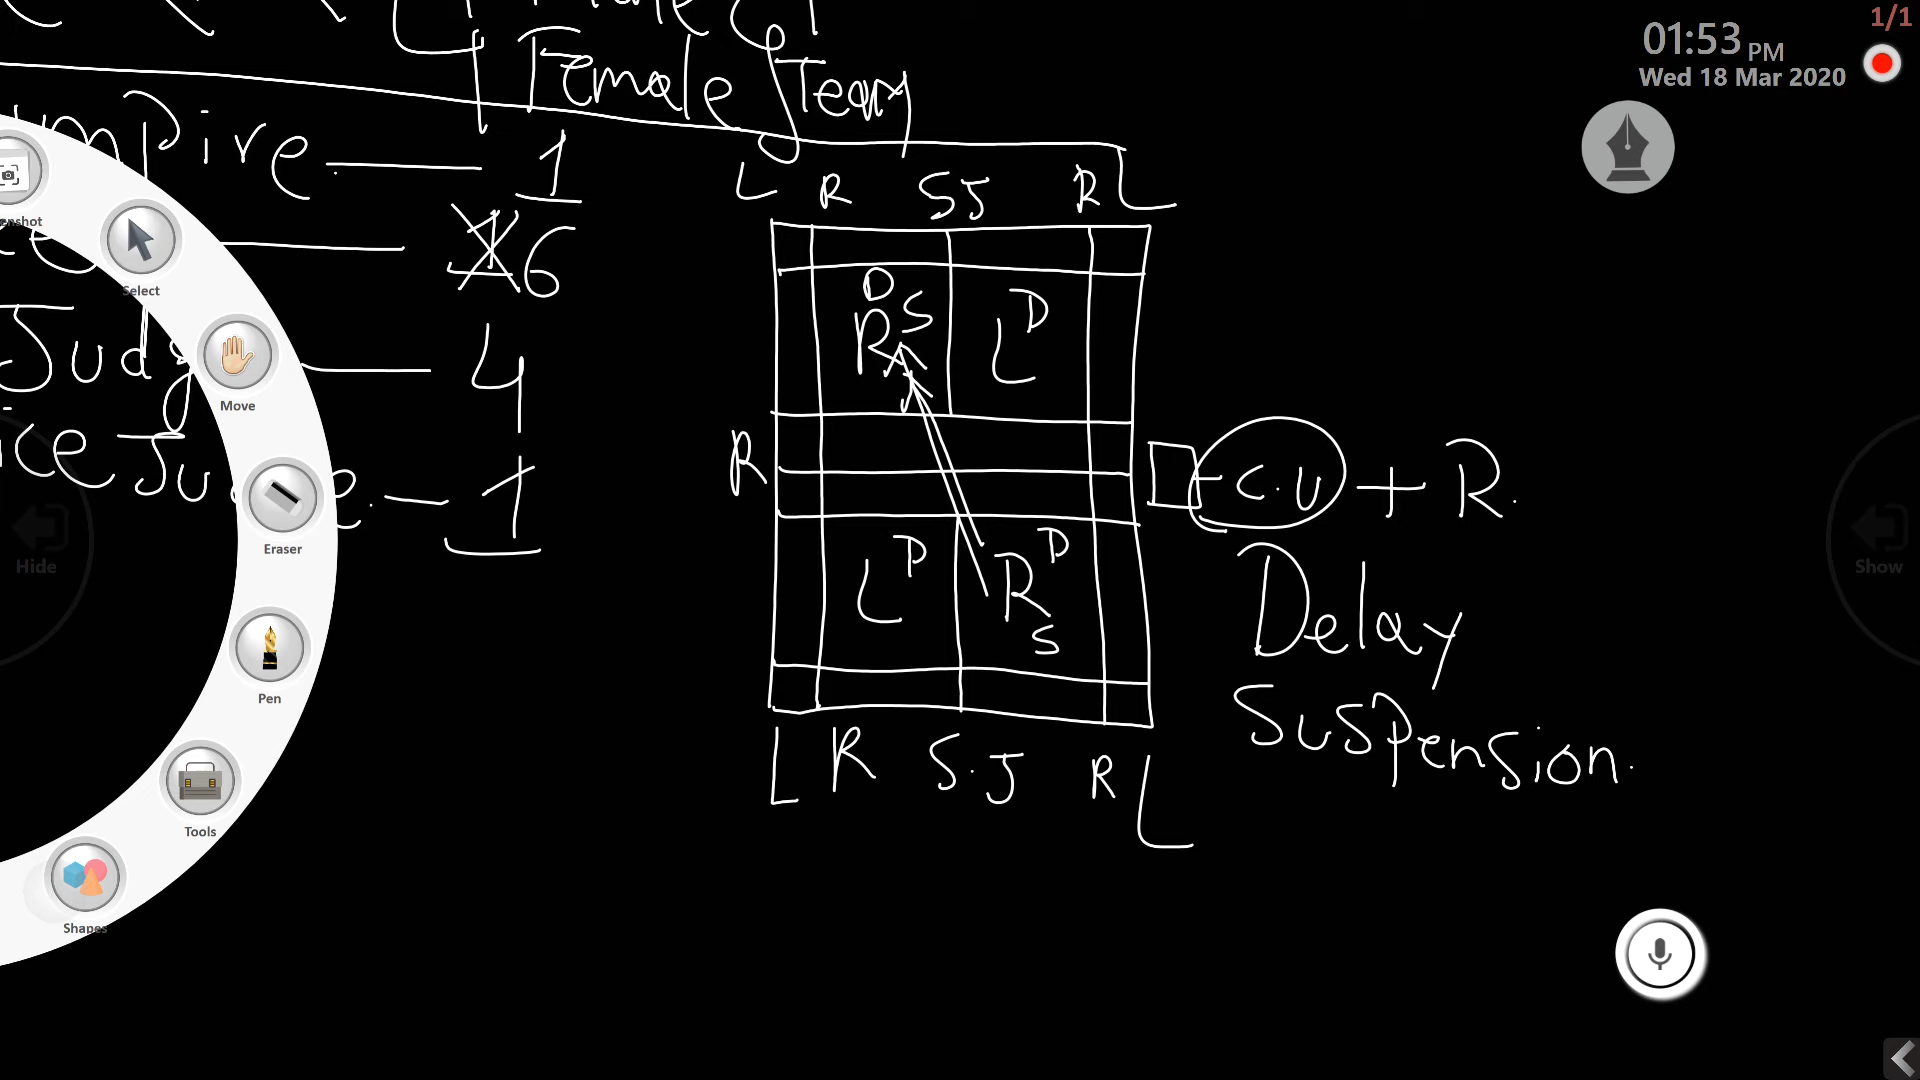 1/1
01:53 PM
Wed 18 Mar 2020
Female Team
umpire. — 1
6
Judge — 4
ice Judge. — 1
Select
Move
Eraser
Pen
Tools
Shapes
Hide
Show
L R SJ R L
D
R S L D
R C.U + R.
L D R D
S
L R S.J R L
Delay
Suspension.